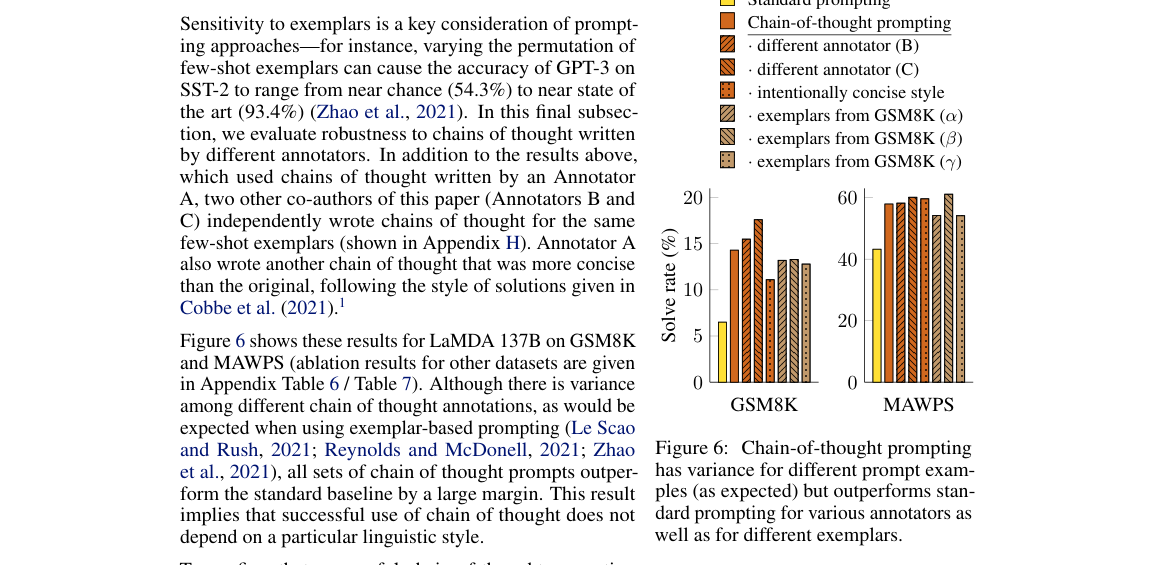 Sensitivity to exemplars is a key consideration of prompt-
ing approaches—for instance, varying the permutation of
few-shot exemplars can cause the accuracy of GPT-3 on
SST-2 to range from near chance (54.3%) to near state of
the art (93.4%) (Zhao et al., 2021). In this final subsec-
tion, we evaluate robustness to chains of thought written
by different annotators. In addition to the results above,
which used chains of thought written by an Annotator
A, two other co-authors of this paper (Annotators B and
C) independently wrote chains of thought for the same
few-shot exemplars (shown in Appendix H). Annotator A
also wrote another chain of thought that was more concise
than the original, following the style of solutions given in
Cobbe et al. (2021).1
Figure 6 shows these results for LaMDA 137B on GSM8K
and MAWPS (ablation results for other datasets are given
in Appendix Table 6 / Table 7). Although there is variance
among different chain of thought annotations, as would be
expected when using exemplar-based prompting (Le Scao
and Rush, 2021; Reynolds and McDonell, 2021; Zhao
et al., 2021), all sets of chain of thought prompts outper-
form the standard baseline by a large margin. This result
implies that successful use of chain of thought does not
depend on a particular linguistic style.
Standard prompting
Chain-of-thought prompting
· different annotator (B)
· different annotator (C)
· intentionally concise style
· exemplars from GSM8K (α)
· exemplars from GSM8K (β)
· exemplars from GSM8K (γ)
Solve rate (%)
20
15
10
5
0
GSM8K
60
40
20
0
MAWPS
Figure 6: Chain-of-thought prompting
has variance for different prompt exam-
ples (as expected) but outperforms stan-
dard prompting for various annotators as
well as for different exemplars.